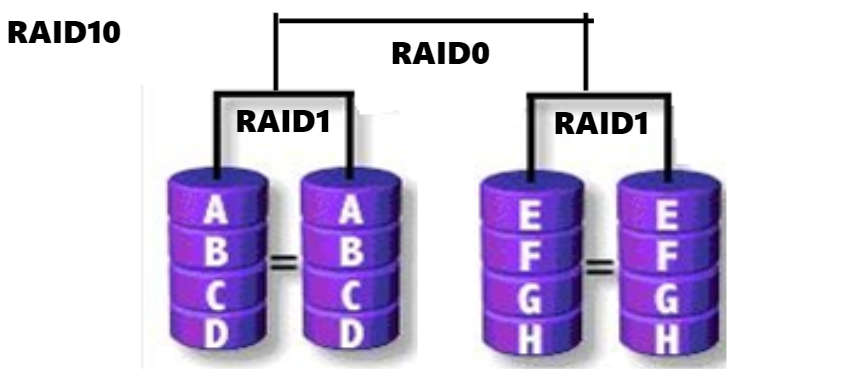 RAID10
RAID0
RAID1 RAID1
A A E E
B = B F = F
C C G G
D D H H